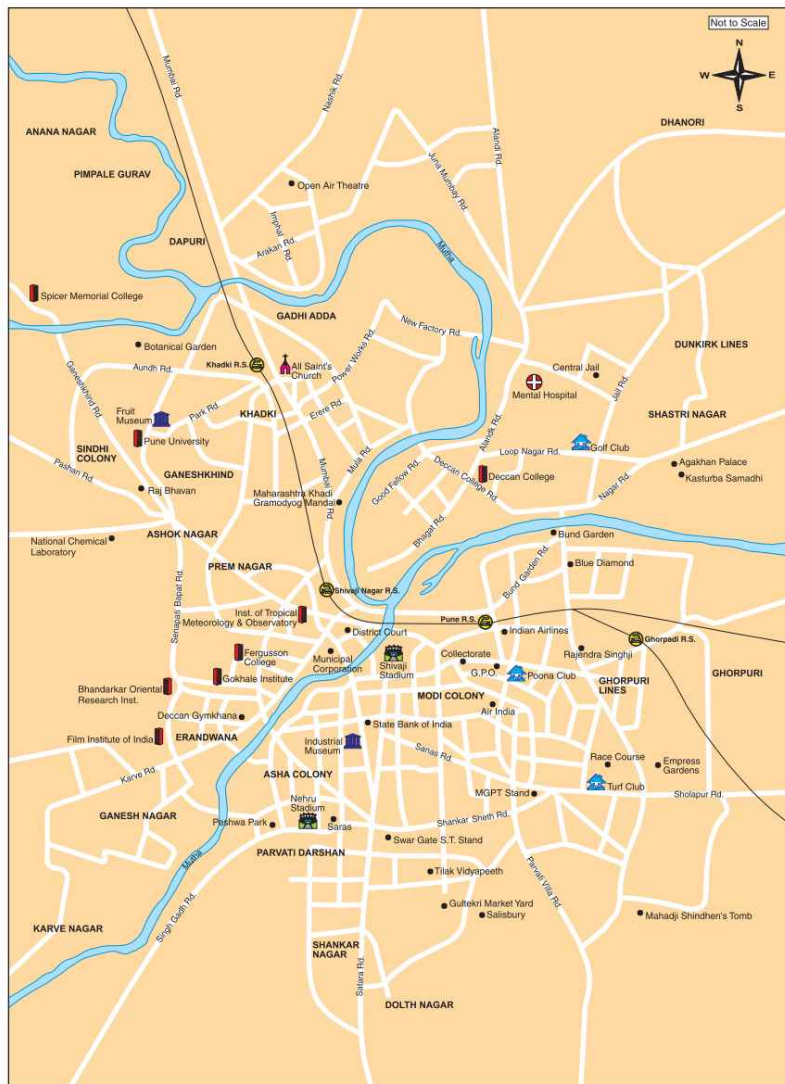 Not to Scale
N
W
E
S
Mumbai Rd.
Nashik Rd.
Alandi Rd.
DHANORI
ANANA NAGAR
PIMPALE GURAV
Juna Mumbay Rd.
Open Air Theatre
Imphal Rd.
DAPURI
Arakan Rd.
Mutha
Spicer Memorial College
GADHI ADDA
New Factory Rd.
Power Works Rd.
Botanical Garden
DUNKIRK LINES
Khadki R.S.
All Saint's
Church
Central Jail
Aundh Rd.
Mental Hospital
Ganeshkhind Rd.
Jail Rd.
Park Rd.
Erere Rd.
KHADKI
SHASTRI NAGAR
Fruit
Museum
Pune University
Alandk Rd.
Golf Club
SINDHI
COLONY
Mula Rd.
Loop Nagar Rd.
Pashan Rd.
GANESHKHIND
Mumbai Rd
Good Fellow Rd.
Deccan College Rd.
Deccan College
Agakhan Palace
Kasturba Samadhi
Nagar Rd.
Raj Bhavan
Maharashtra Khadi
Gramodyog Mandal
National Chemical
Laboratory
ASHOK NAGAR
Bhagat Rd.
Bund Garden
PREM NAGAR
Bund Garden Rd.
Blue Diamond
Senapati Bapat Rd.
Shivaji Nagar R.S.
Inst. of Tropical
Meteorology & Observatory
Pune R.S.
District Court
Indian Airlines
Ghorpadi R.S.
Fergusson
College
Municipal
Corporation
Shivaji
Stadium
Collectorate
Rajendra Singhji
G.P.O.
Poona Club
GHORPURI
LINES
GHORPURI
Gokhale Institute
Bhandarkar Oriental
Research Inst.
MODI COLONY
Air India
Deccan Gymkhana
State Bank of India
Film Institute of India
ERANDWANA
Industrial
Museum
Sanas Rd.
Race Course
Empress
Gardens
Karve Rd.
ASHA COLONY
Turf Club
MGPT Stand
Sholapur Rd.
GANESH NAGAR
Nehru
Stadium
Peshwa Park
Saras
Shankar Sheth Rd.
Swar Gate S.T. Stand
PARVATI DARSHAN
Mutha
Tilak Vidyapeeth
Parvati Villa Rd.
Gultekri Market Yard
Salisbury
Mahadji Shindhen's Tomb
KARVE NAGAR
Singh Gadh Rd.
SHANKAR
NAGAR
Satara Rd.
DOLTH NAGAR